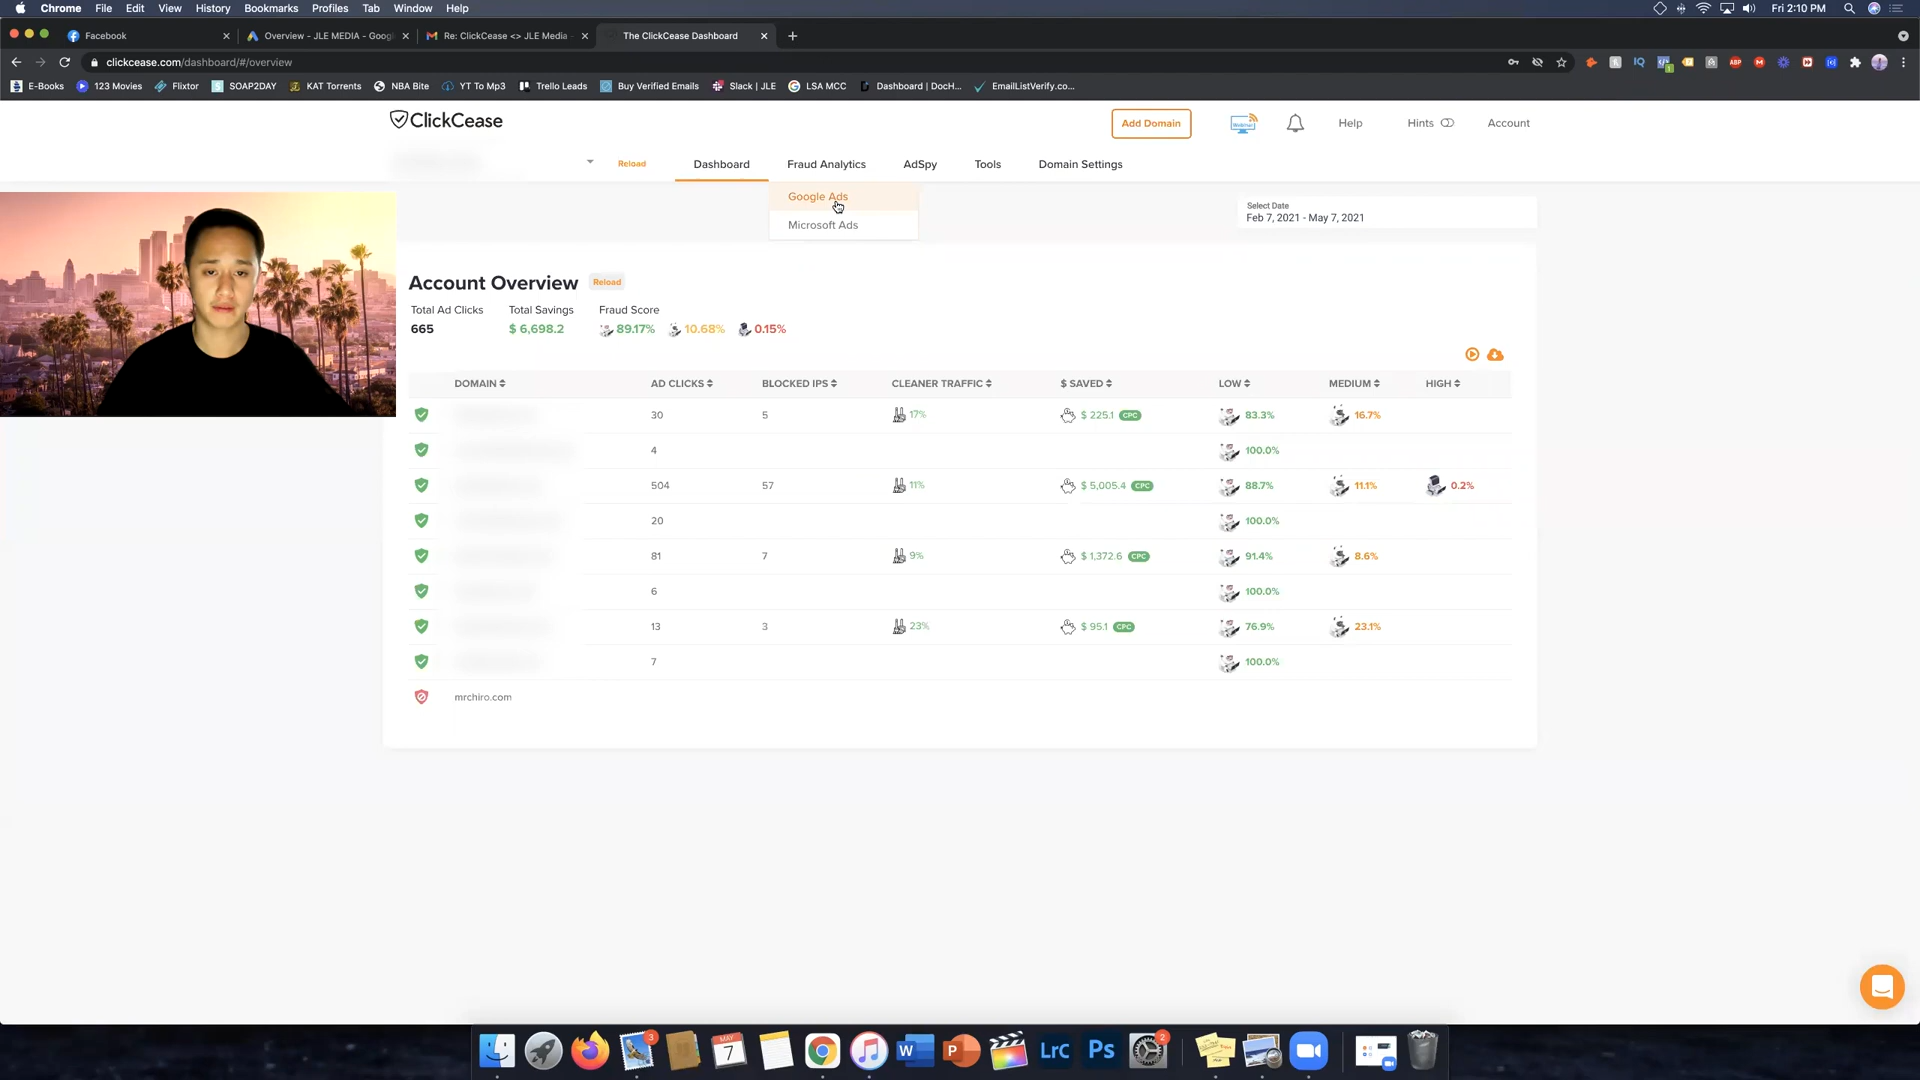 Chrome File Edit View History Bookmarks Profiles Tab Window Help Fri 2:10 PM
Facebook Overview - JLE MEDIA - Goog Re: ClickCease <> JLE Media - The ClickCease Dashboard
clickcease.com/dashboard/#/overview
E-Books 123 Movies Flixtor SOAP2DAY KAT Torrents NBA Bite YT To Mp3 Trello Leads Buy Verified Emails Slack | JLE LSA MCC Dashboard | DocH... EmailListVerify.co...
ClickCease Add Domain Webinar Help Hints Account
Reload Dashboard Fraud Analytics AdSpy Tools Domain Settings
Google Ads
Microsoft Ads
Select Date
Feb 7, 2021 - May 7, 2021
Account Overview Reload
Total Ad Clicks Total Savings Fraud Score
665 $ 6,698.2 89.17% 10.68% 0.15%
DOMAIN AD CLICKS BLOCKED IPS CLEANER TRAFFIC $ SAVED LOW MEDIUM HIGH
30 5 17% $ 225.1 CPC 83.3% 16.7%
4 100.0%
504 57 11% $ 5,005.4 CPC 88.7% 11.1% 0.2%
20 100.0%
81 7 9% $ 1,372.6 CPC 91.4% 8.6%
6 100.0%
13 3 23% $ 95.1 CPC 76.9% 23.1%
7 100.0%
mrchiro.com
3 MAY 7 W P Lrc Ps 2